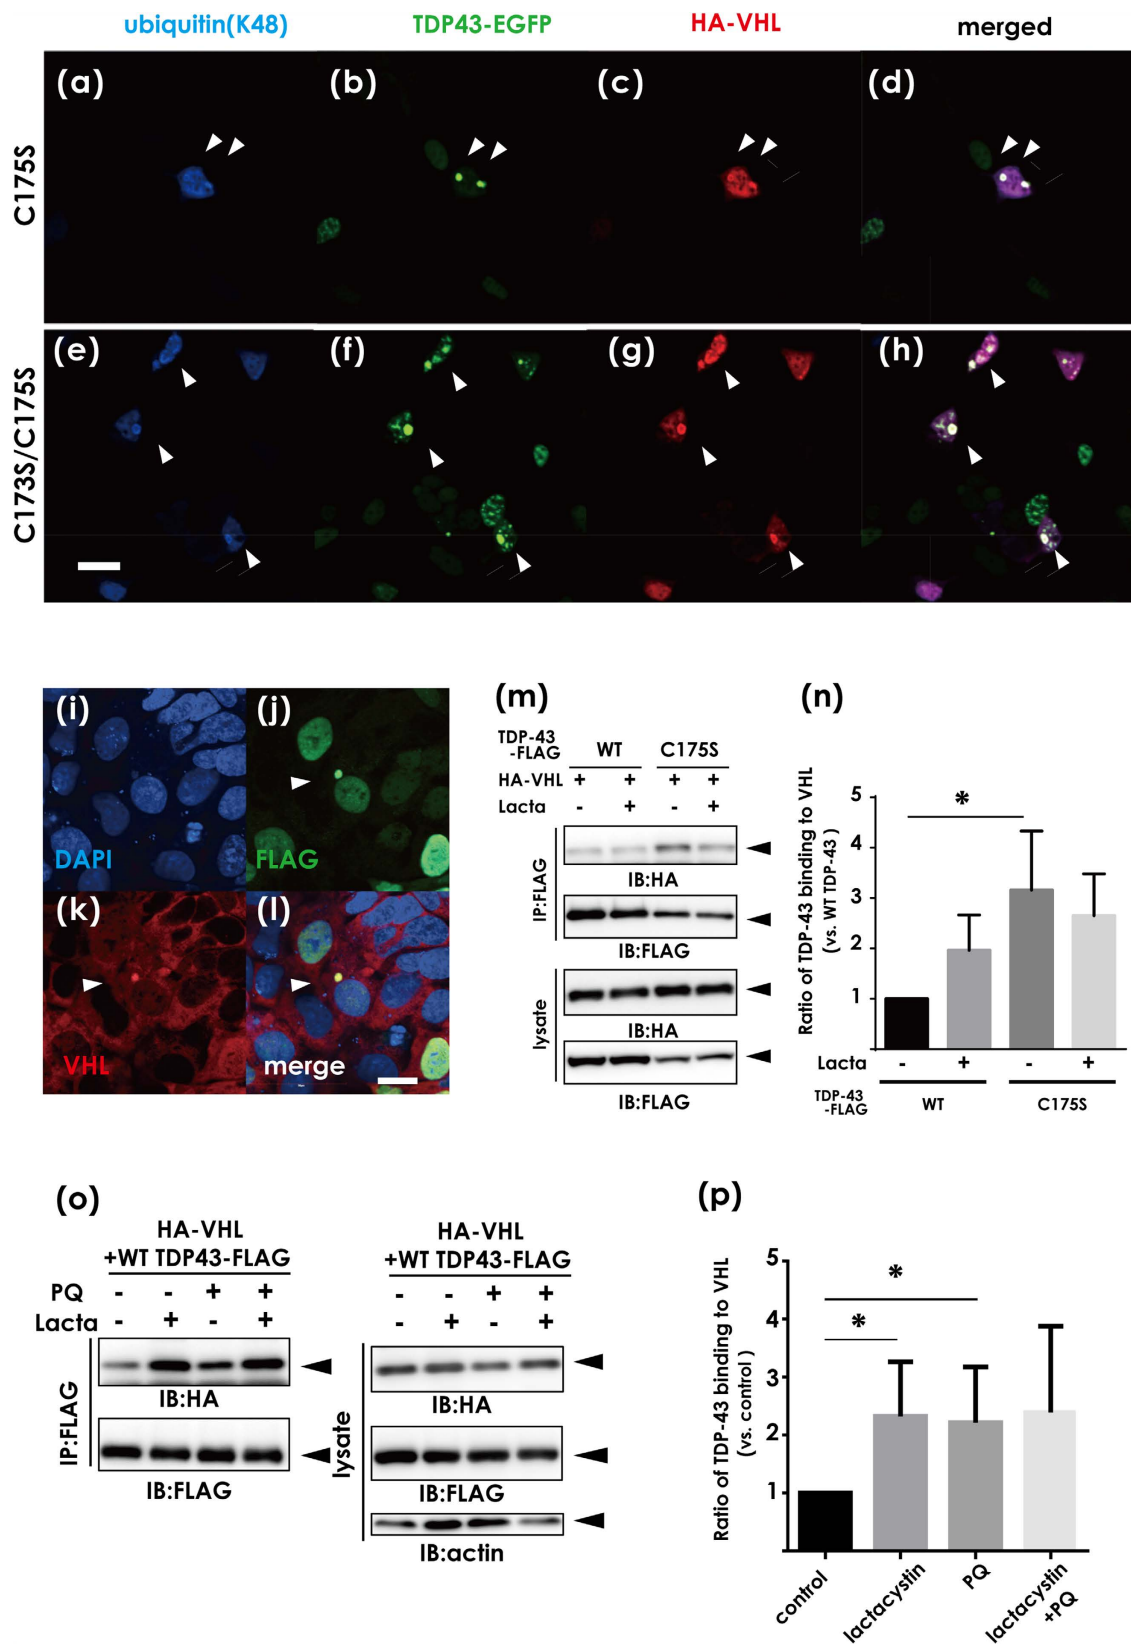 ubiquitin(K48) TDP43-EGFP HA-VHL merged
C175S
(a) (b) (c) (d)
C173S/C175S
(e) (f) (g) (h)
(i) (j)
DAPI FLAG
(k) (l)
VHL merge
(m)
TDP-43
-FLAG
WT C175S
HA-VHL + + + +
Lacta - + - +
IP:FLAG
IB:HA
IB:FLAG
lysate
IB:HA
IB:FLAG
(n)
Ratio of TDP-43 binding to VHL
(vs. WT TDP-43)
5
4
3
2
1
*
Lacta - + - +
TDP-43
-FLAG
WT C175S
(o)
HA-VHL
+WT TDP43-FLAG
PQ - - + +
Lacta - + - +
IP:FLAG
IB:HA
IB:FLAG
HA-VHL
+WT TDP43-FLAG
- - + +
- + - +
lysate
IB:HA
IB:FLAG
IB:actin
(p)
Ratio of TDP-43 binding to VHL
(vs. control)
5
4
3
2
1
*
*
control
lactacystin
PQ
lactacystin
+PQ